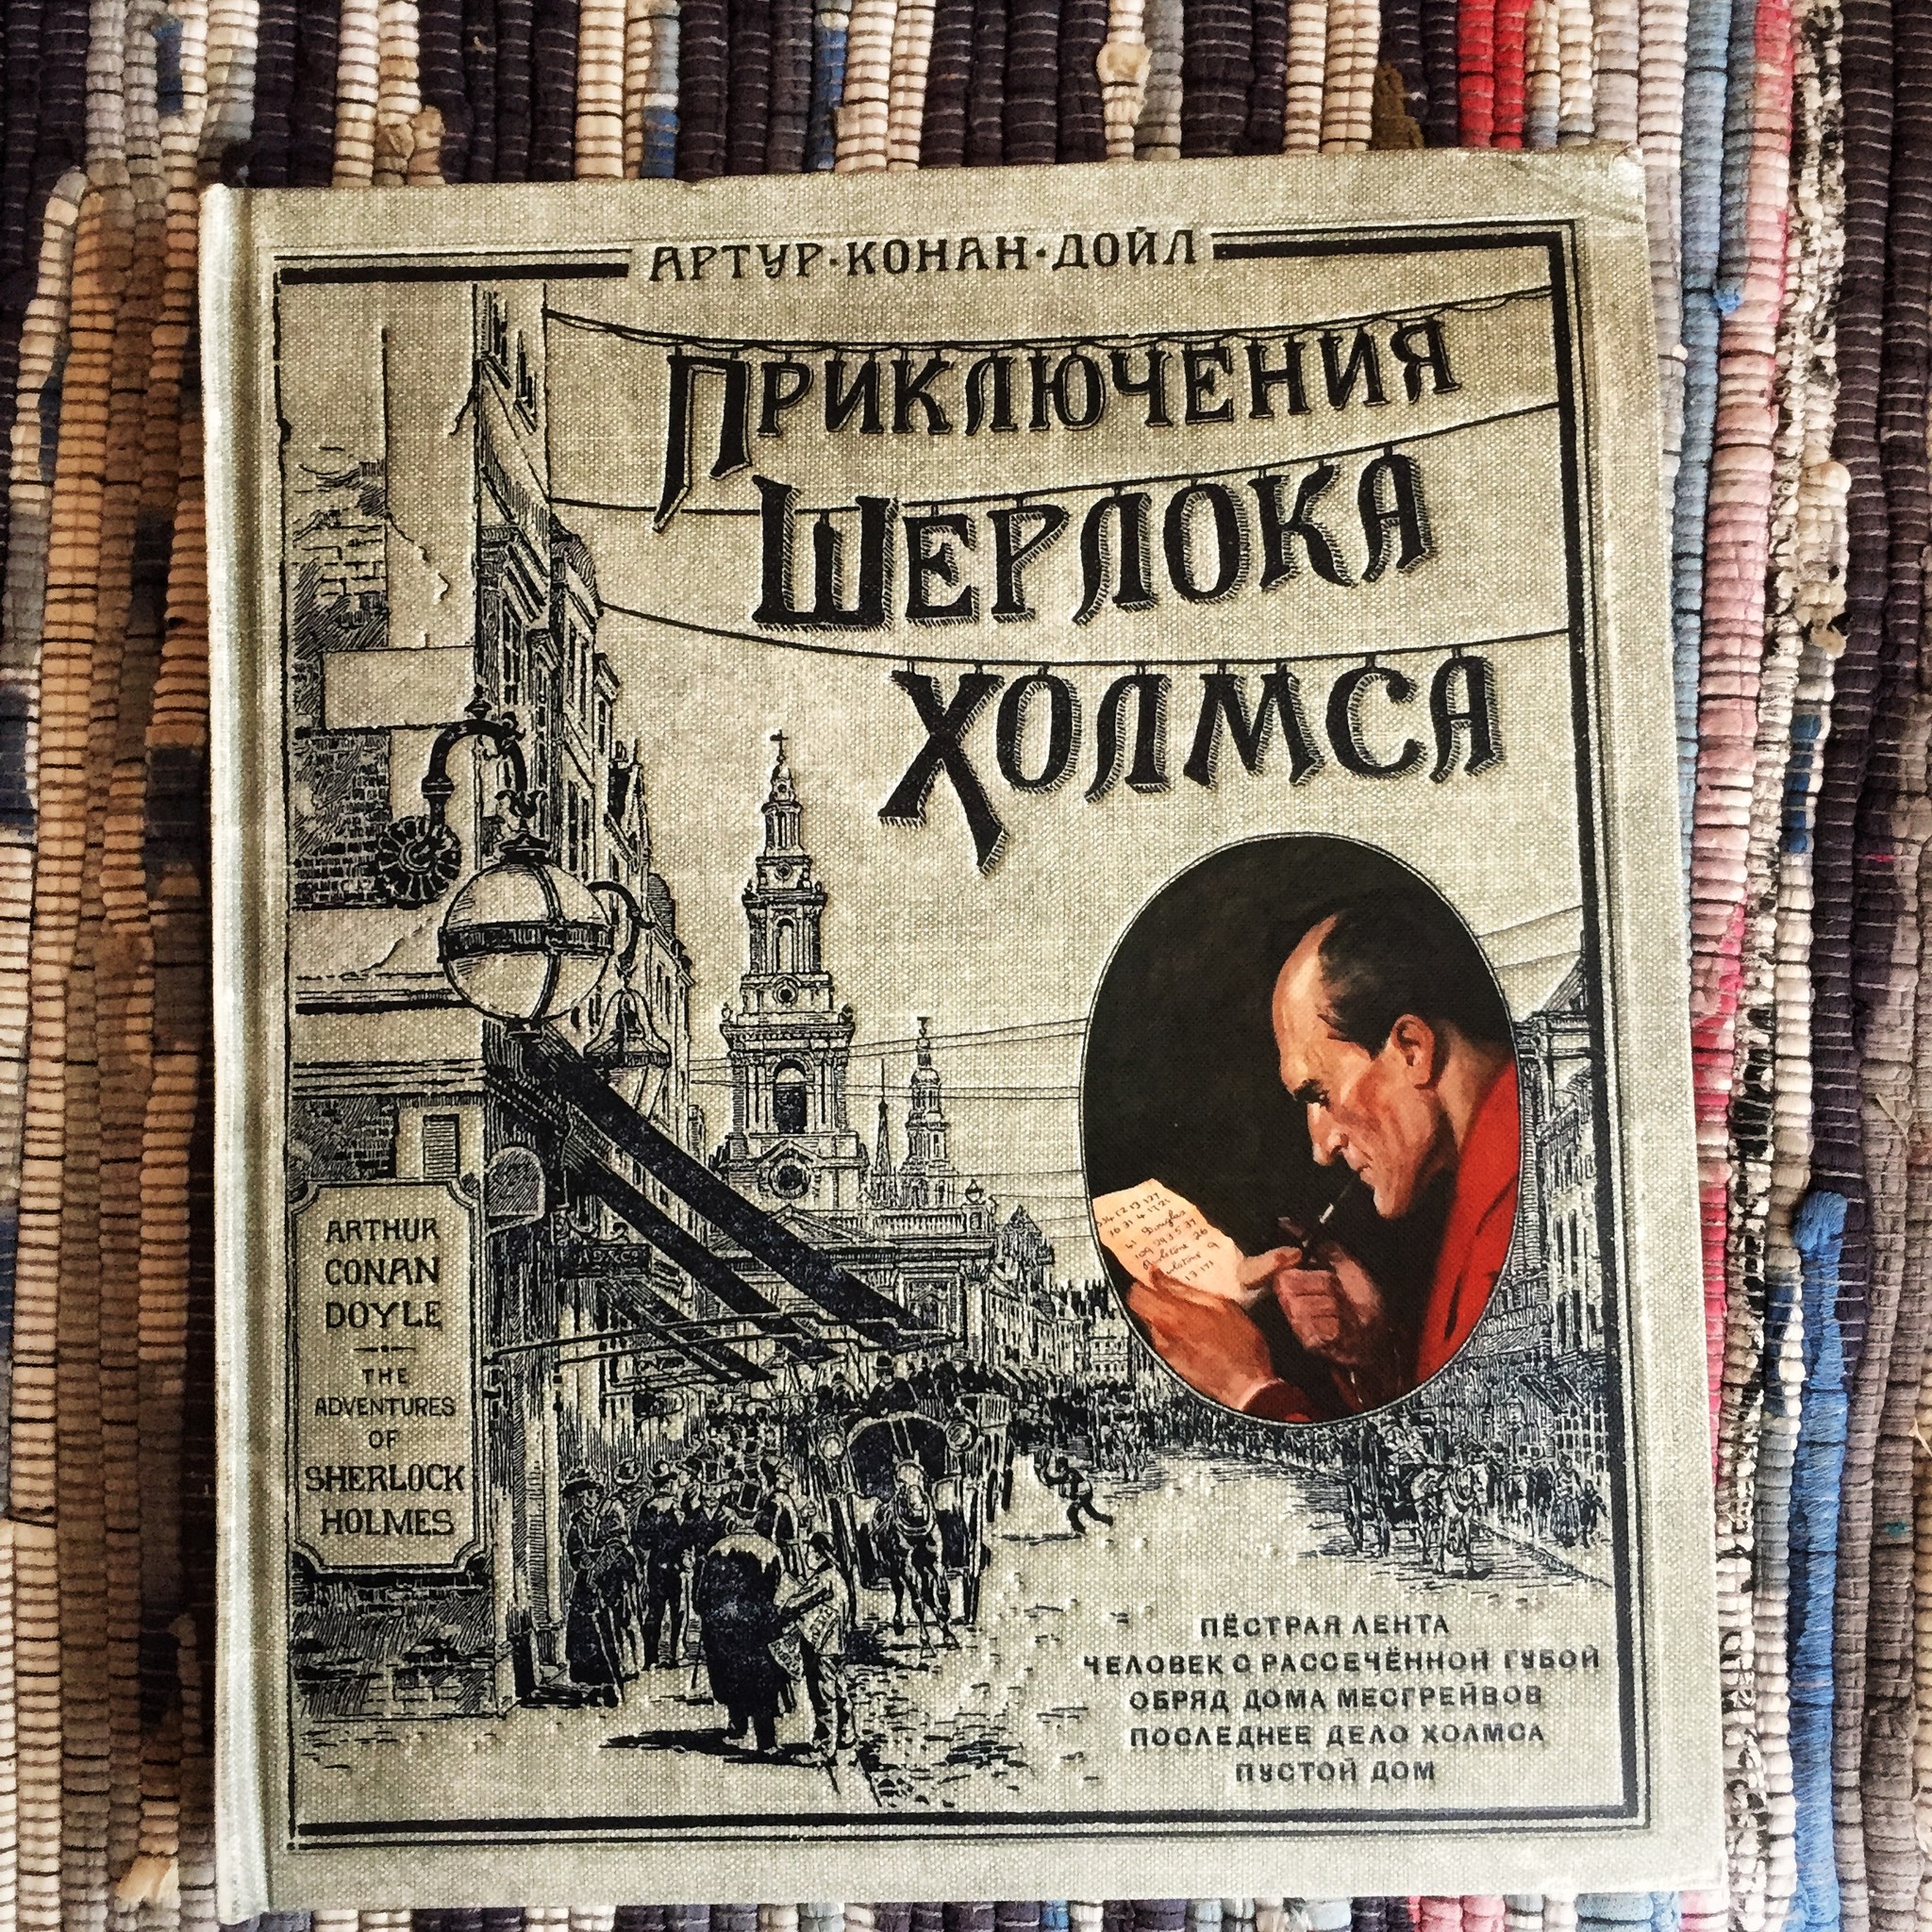 АРТУР·КОНАН·ДОЙЛ
ПРИКЛЮЧЕНИЯ
ШЕРЛОКА
ХОЛМСА
ARTHUR
CONAN
DOYLE
THE
ADVENTURES
OF
SHERLOCK
HOLMES
ПЁСТРАЯ ЛЕНТА
ЧЕЛОВЕК С РАССЕЧЁННОЙ ГУБОЙ
ОБРЯД ДОМА МЕСГРЕЙВОВ
ПОСЛЕДНЕЕ ДЕЛО ХОЛМСА
ПУСТОЙ ДОМ